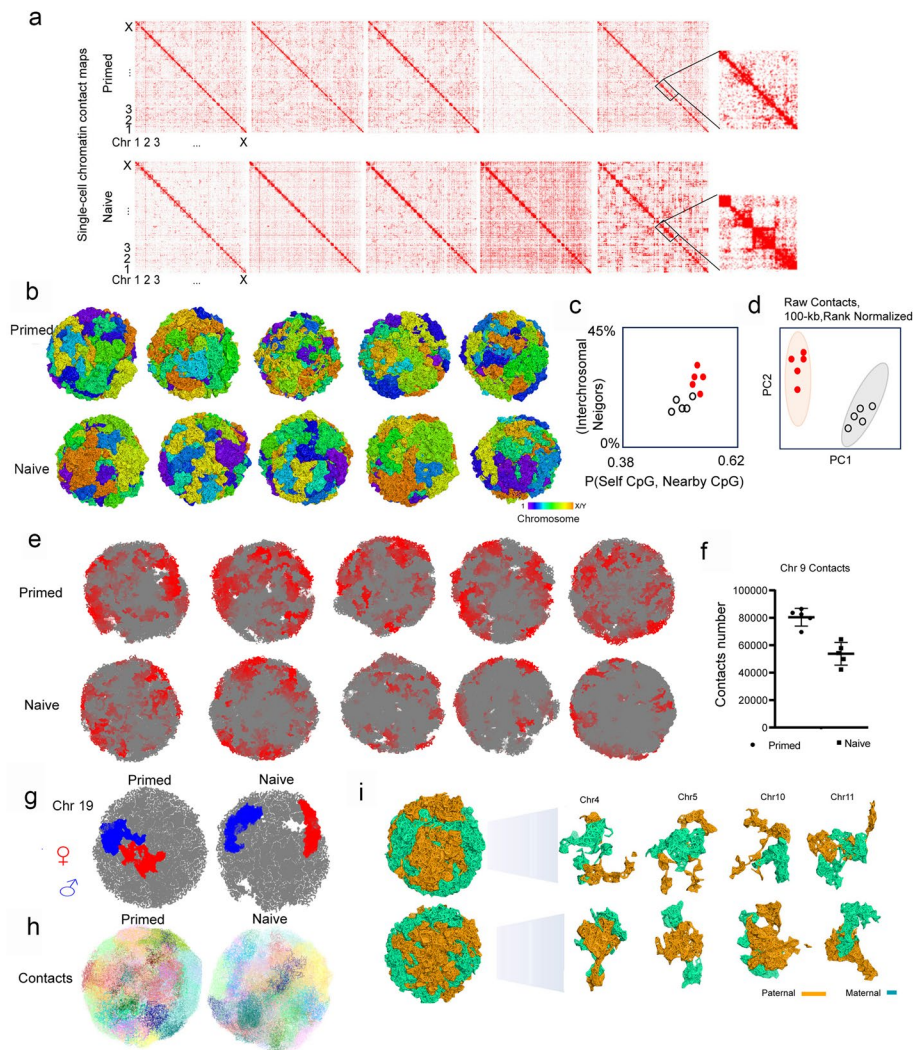 a
Single-cell chromatin contact maps
Primed
X
...
3
2
1
Chr 1 2 3 ... X
Naive
X
...
3
2
1
Chr 1 2 3 ... X
b
Primed
Naive
1 X/Y
Chromosome
c
45%
(Interchromosomal
Neigors)
0%
0.38 0.62
P(Self CpG, Nearby CpG)
d
Raw Contacts,
100-kb,Rank Normalized
PC2
PC1
e
Primed
Naive
f
Chr 9 Contacts
Contacts number
100000
80000
60000
40000
20000
0
Primed Naive
g
Primed Naive
Chr 19
♀
♂
h
Primed Naive
Contacts
i
Chr4 Chr5 Chr10 Chr11
Paternal Maternal